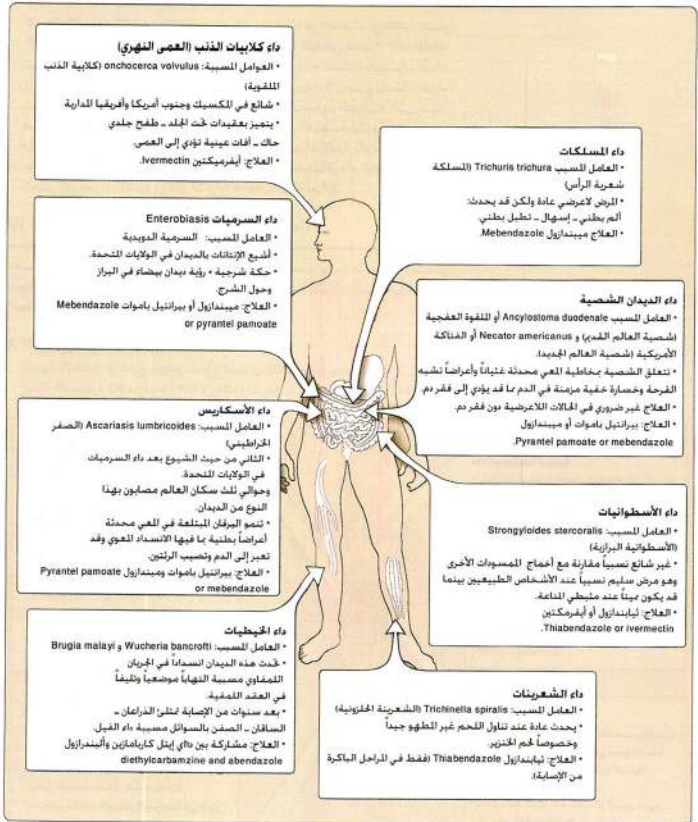 داء كلابيات الذنب (العمى النهري)
• العوامل المسببة: onchocerca volvulus (كلابية الذنب
الملتوية)
• شائع في المكسيك وجنوب أمريكا وأفريقيا المدارية
• يتميز بعقيدات تحت الجلد ـ طفح جلدي
حاك ـ آفات عينية تؤدي إلى العمى.
• العلاج: أيفرميكتين Ivermectin.
داء المسلكات
• العامل المسبب Trichuris trichura (المسلكة
شعرية الرأس)
• المرض لاعرضي عادة ولكن قد يحدث:
ألم بطني ـ إسهال ـ تطبل بطني.
• العلاج ميبندازول Mebendazole.
داء السرميات Enterobiasis
• العامل المسبب: السرمية الدويدية
• أشيع الإنتانات بالديدان في الولايات المتحدة.
• حكة شرجية + رؤية ديدان بيضاء في البراز
وحول الشرج.
• العلاج: ميبندازول أو بيرانتيل باموات Mebendazole
or pyrantel pamoate
داء الديدان الشصية
• العامل المسبب Ancylostoma duodenale أو الملقوة العفجية
(شصية العالم القديم) و Necator americanus أو الفتاكة
الأمريكية (شصية العالم الجديد).
• تتعلق الشصية بمخاطية المعي محدثة غثياناً وأعراضاً تشبه
القرحة وخسارة خفية مزمنة في الدم مما قد يؤدي إلى فقر دم.
• العلاج غير ضروري في الحالات اللاعرضية دون فقر دم.
• العلاج: بيرانتيل باموات أو ميبندازول
Pyrantel pamoate or mebendazole.
داء الأسكاريس
• العامل المسبب: Ascariasis lumbricoides (الصفر
الخراطيني)
• الثاني من حيث الشيوع بعد داء السرميات
في الولايات المتحدة.
وحوالي ثلث سكان العالم مصابون بهذا
النوع من الديدان.
• تنمو اليرقان المبتلعة في المعي محدثة
أعراضاً بطنية بما فيها الانسداد المعوي وقد
تعبر إلى الدم وتصيب الرئتين.
• العلاج: بيرانتيل باموات وميبندازول Pyrantel pamoate
or mebendazole
داء الأسطوانيات
• العامل المسبب: Strongyloides stercoralis
(الأسطوانية البرازية)
• غير شائع نسبياً مقارنة مع أخماج الممسودات الأخرى
وهو مرض سليم نسبياً عند الأشخاص الطبيعيين بينما
قد يكون مميتاً عند مثبطي المناعة.
• العلاج: ثيابندازول أو أيفرمكتين
Thiabendazole or ivermectin.
داء الخيطيات
• العامل المسبب: Wucheria bancrofti و Brugia malayi
• تحدث هذه الديدان انسداداً في الجريان
اللمفاوي مسببة التهاباً موضعياً وتليفاً
في العقد اللمفية.
• بعد سنوات من الإصابة تمتلئ الذراعان ـ
الساقان ـ الصفن بالسوائل مسببة داء الفيل.
• العلاج: مشاركة بين داي إيثل كاربامازين وألبندرازول
diethylcarbamzine and abendazole
داء الشعرينات
• العامل المسبب: Trichinella spiralis (الشعرينة الحلزونية)
• يحدث عادة عند تناول اللحم غير المطهو جيداً
وخصوصاً لحم الخنزير.
• العلاج: ثيابندازول Thiabendazole (فقط في المراحل الباكرة
من الإصابة).